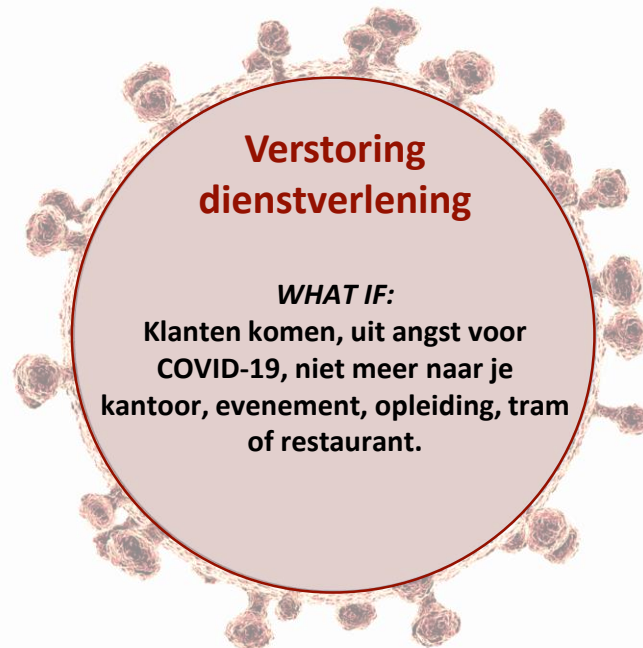 Verstoring
dienstverlening
WHAT IF:
Klanten komen, uit angst voor
COVID-19, niet meer naar je
kantoor, evenement, opleiding, tram
of restaurant.